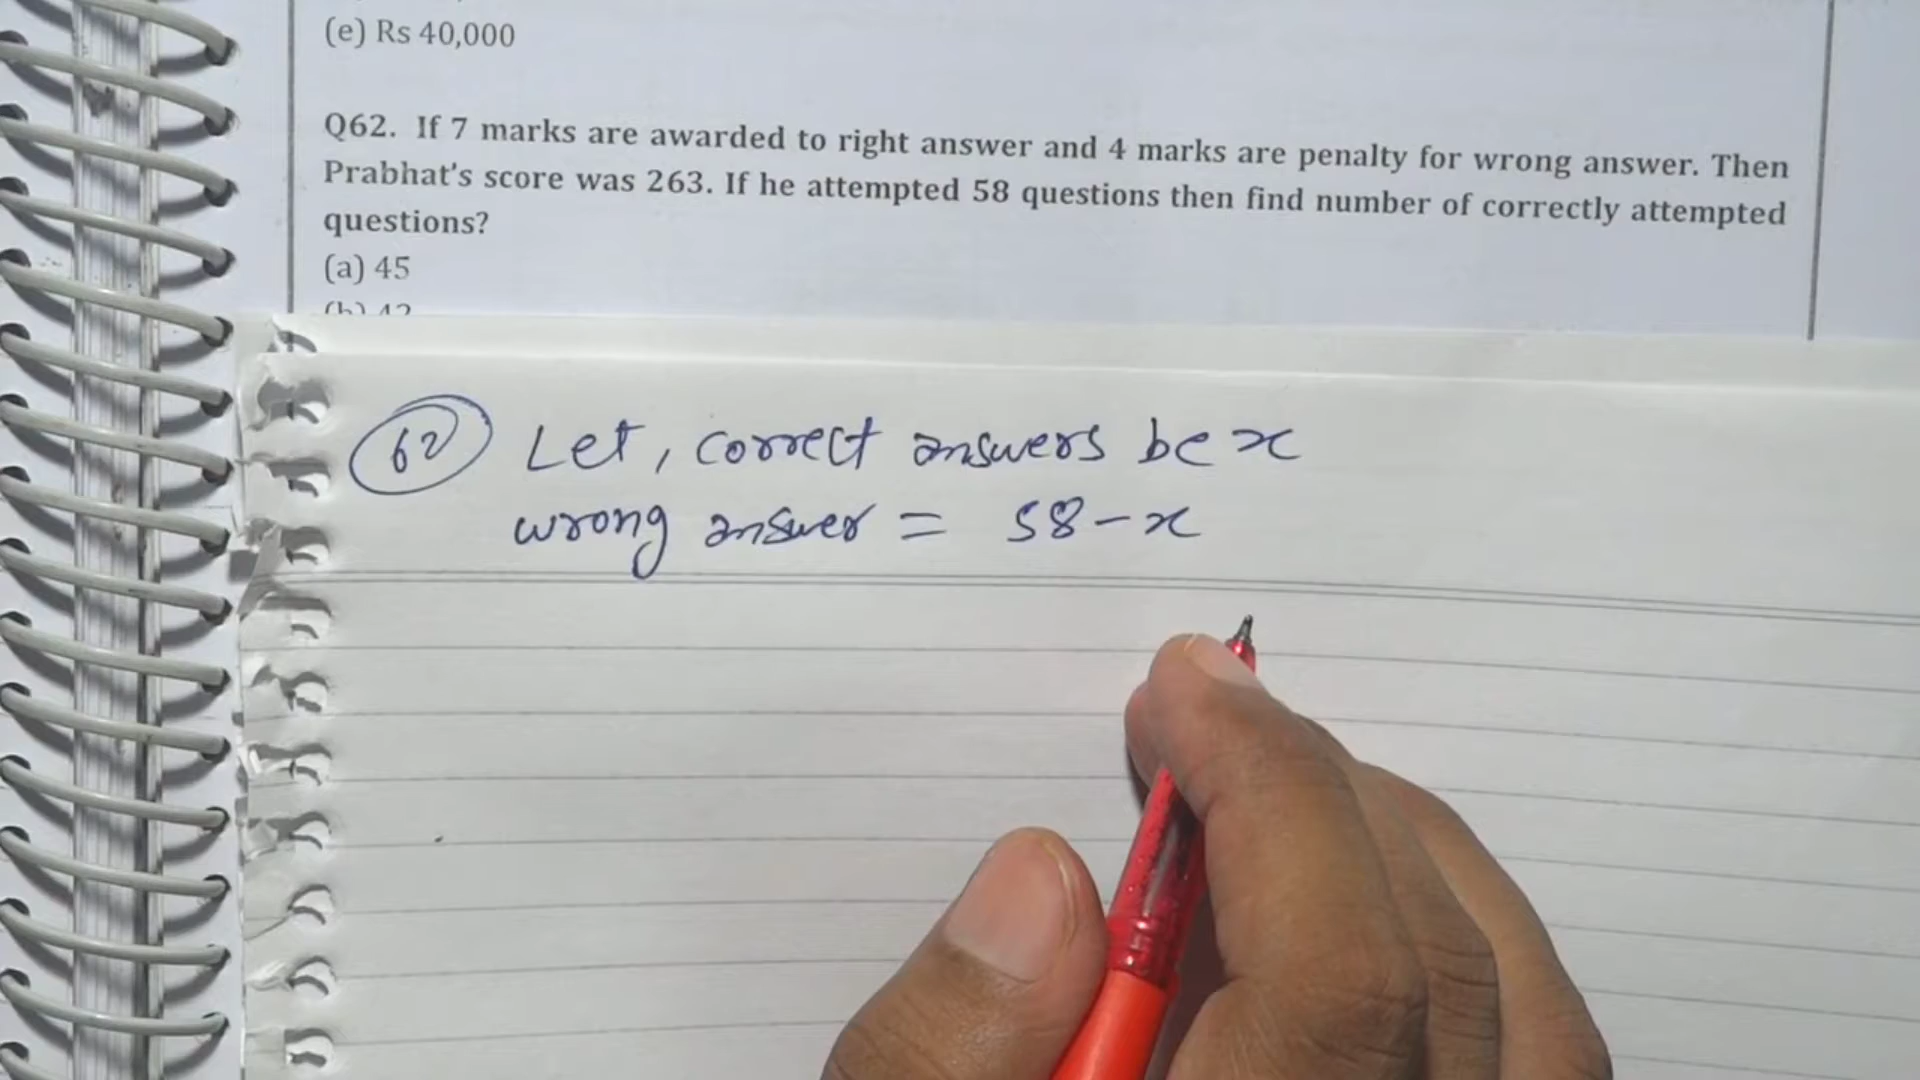 (e) Rs 40,000
Q62. If 7 marks are awarded to right answer and 4 marks are penalty for wrong answer. Then
Prabhat's score was 263. If he attempted 58 questions then find number of correctly attempted
questions?
(a) 45
62 Let, correct answers be x
wrong answer = 58-x